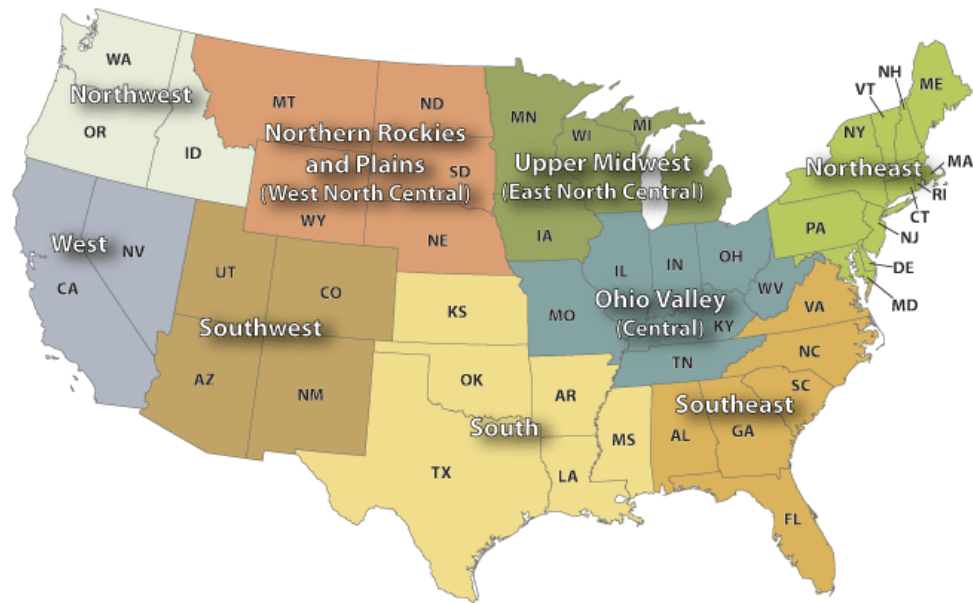 WA
Northwest
OR
ID
MT
ND
Northern Rockies
and Plains
(West North Central)
SD
WY
NE
MN
WI
MI
Upper Midwest
(East North Central)
IA
NH
VT
ME
NY
Northeast
MA
RI
CT
PA
NJ
DE
MD
West
NV
CA
UT
CO
Southwest
AZ
NM
KS
OK
AR
South
TX
LA
MS
IL
IN
OH
WV
Ohio Valley
(Central)
MO
KY
TN
VA
NC
SC
Southeast
AL
GA
FL